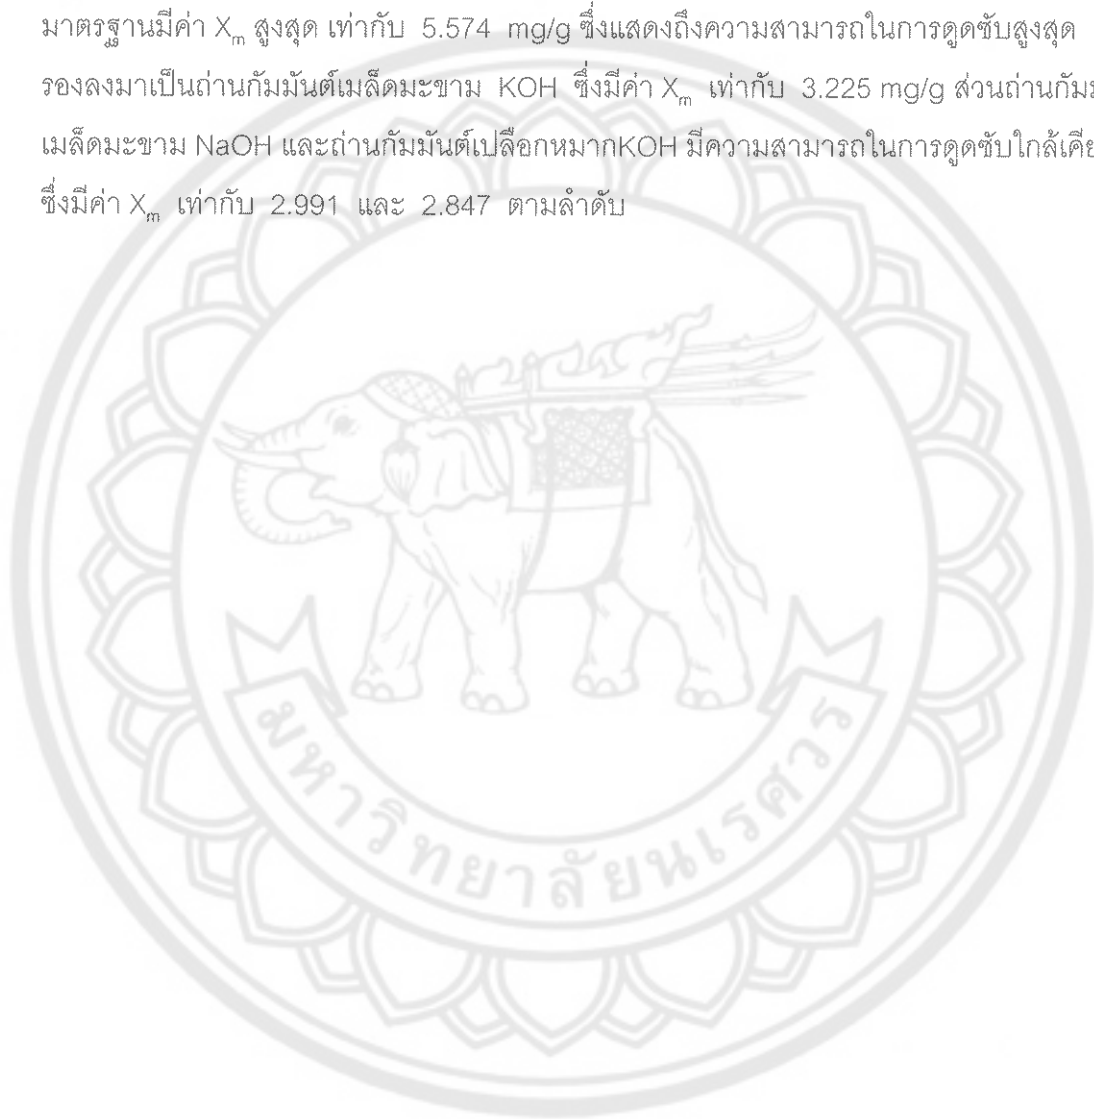 มาตรฐานมีค่า Xm สูงสุด เท่ากับ 5.574 mg/g ซึ่งแสดงถึงความสามารถในการดูดซับสูงสุด
รองลงมาเป็นถ่านกัมมันต์เมล็ดมะขาม KOH ซึ่งมีค่า Xm เท่ากับ 3.225 mg/g ส่วนถ่านกัมม
เมล็ดมะขาม NaOH และถ่านกัมมันต์เปลือกหมากKOH มีความสามารถในการดูดซับใกล้เคีย
ซึ่งมีค่า Xm เท่ากับ 2.991 และ 2.847 ตามลำดับ
มหาวิทยาลัยนเรศวร